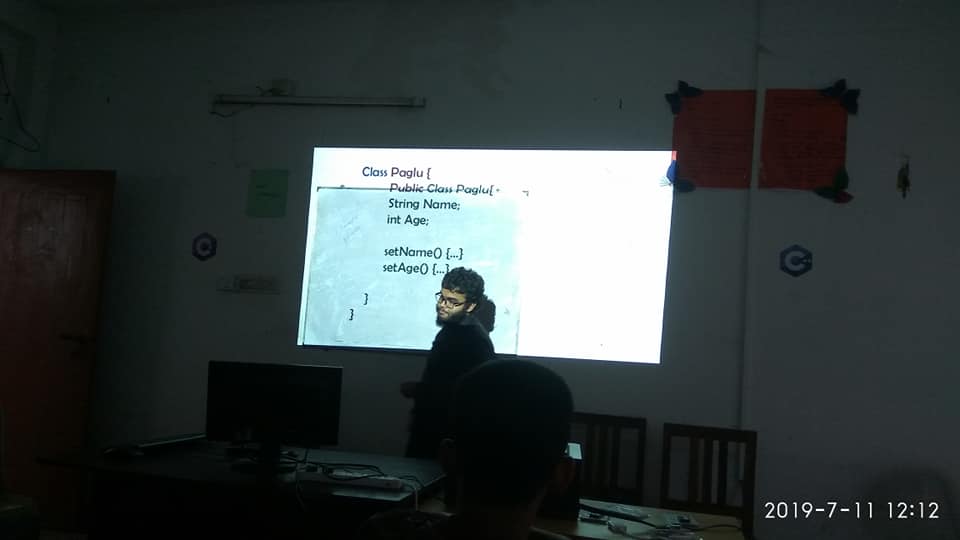 Class Paglu {
Public Class Paglu{
String Name;
int Age;
setName() {...}
setAge() {...}
}
}
C
C
2019-7-11 12:12